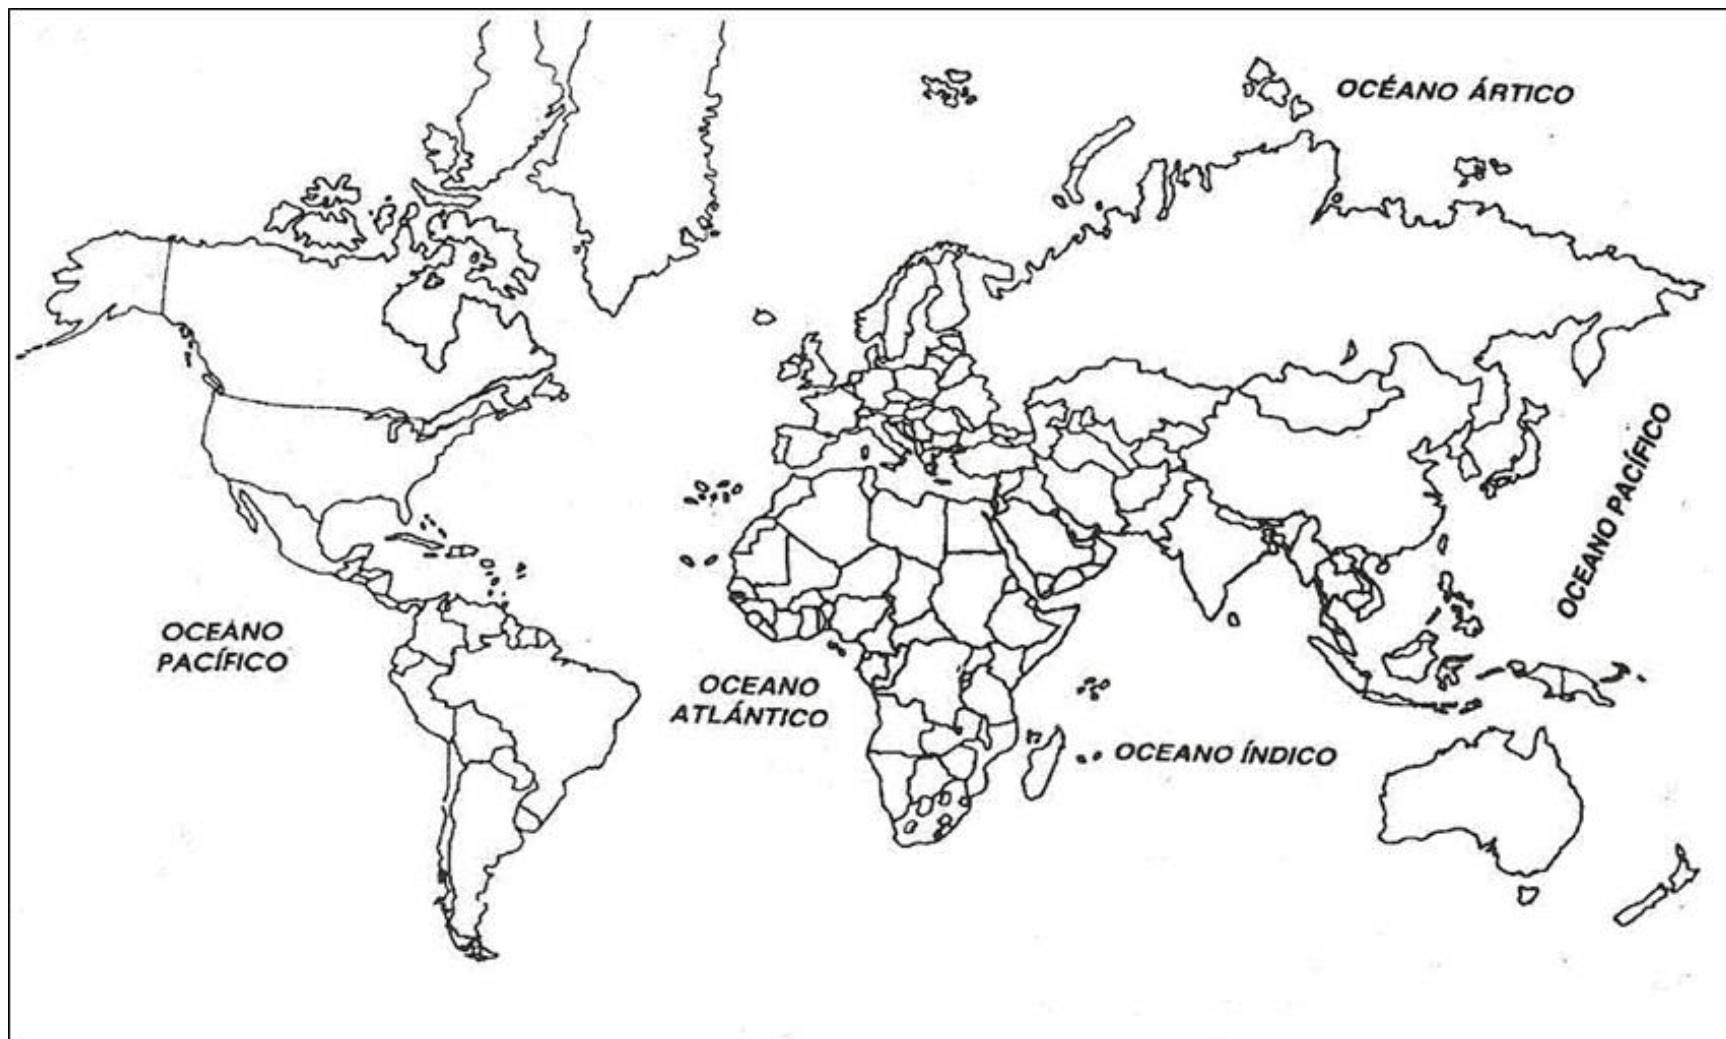 OCÉANO ÁRTICO
OCEANO PACÍFICO
OCEANO
PACÍFICO
OCEANO
ATLÁNTICO
OCEANO ÍNDICO